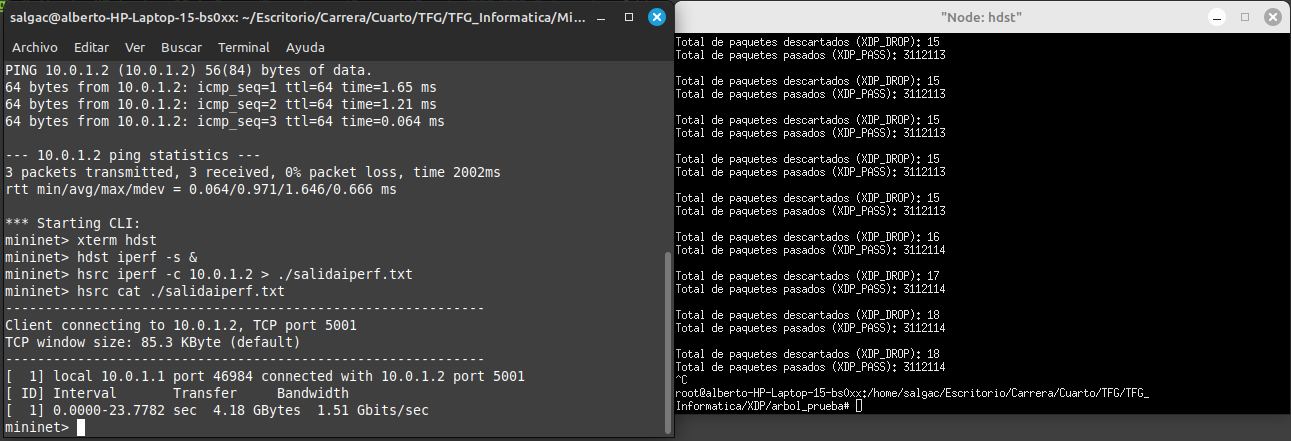 salgac@alberto-HP-Laptop-15-bs0xx: ~/Escritorio/Carrera/Cuarto/TFG/TFG_Informatica/Mi...
Archivo Editar Ver Buscar Terminal Ayuda
PING 10.0.1.2 (10.0.1.2) 56(84) bytes of data.
64 bytes from 10.0.1.2: icmp_seq=1 ttl=64 time=1.65 ms
64 bytes from 10.0.1.2: icmp_seq=2 ttl=64 time=1.21 ms
64 bytes from 10.0.1.2: icmp_seq=3 ttl=64 time=0.064 ms
--- 10.0.1.2 ping statistics ---
3 packets transmitted, 3 received, 0% packet loss, time 2002ms
rtt min/avg/max/mdev = 0.064/0.971/1.646/0.666 ms
*** Starting CLI:
mininet> xterm hdst
mininet> hdst iperf -s &
mininet> hsrc iperf -c 10.0.1.2 > ./salidaiperf.txt
mininet> hsrc cat ./salidaiperf.txt
------------------------------------------------------------
Client connecting to 10.0.1.2, TCP port 5001
TCP window size: 85.3 KByte (default)
------------------------------------------------------------
[  1] local 10.0.1.1 port 46984 connected with 10.0.1.2 port 5001
[ ID] Interval       Transfer     Bandwidth
[  1] 0.0000-23.7782 sec  4.18 GBytes  1.51 Gbits/sec
mininet>
"Node: hdst"
Total de paquetes descartados (XDP_DROP): 15
Total de paquetes pasados (XDP_PASS): 3112113
Total de paquetes descartados (XDP_DROP): 15
Total de paquetes pasados (XDP_PASS): 3112113
Total de paquetes descartados (XDP_DROP): 15
Total de paquetes pasados (XDP_PASS): 3112113
Total de paquetes descartados (XDP_DROP): 15
Total de paquetes pasados (XDP_PASS): 3112113
Total de paquetes descartados (XDP_DROP): 15
Total de paquetes pasados (XDP_PASS): 3112113
Total de paquetes descartados (XDP_DROP): 16
Total de paquetes pasados (XDP_PASS): 3112114
Total de paquetes descartados (XDP_DROP): 17
Total de paquetes pasados (XDP_PASS): 3112114
Total de paquetes descartados (XDP_DROP): 18
Total de paquetes pasados (XDP_PASS): 3112114
Total de paquetes descartados (XDP_DROP): 18
Total de paquetes pasados (XDP_PASS): 3112114
^C
root@alberto-HP-Laptop-15-bs0xx:/home/salgac/Escritorio/Carrera/Cuarto/TFG/TFG_
Informatica/XDP/arbol_prueba#